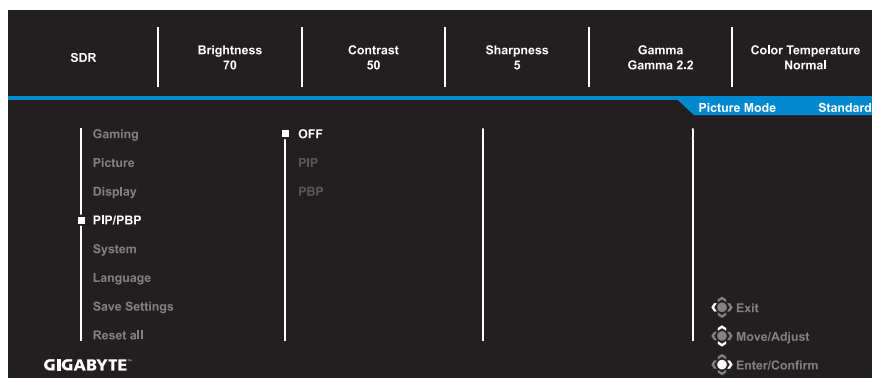 SDR
Brightness
70
Contrast
50
Sharpness
5
Gamma
Gamma 2.2
Color Temperature
Normal
Picture Mode Standard
Gaming
Picture
Display
PIP/PBP
System
Language
Save Settings
Reset all
OFF
PIP
PBP
Exit
Move/Adjust
Enter/Confirm
GIGABYTE™